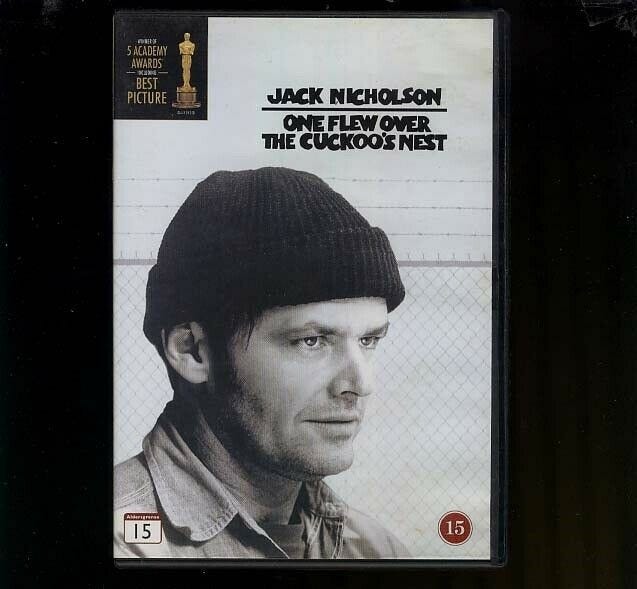 WINNER OF
5 ACADEMY
AWARDS
INCLUDING
BEST
PICTURE
JACK NICHOLSON
ONE FLEW OVER
THE CUCKOO'S NEST
Aldersgrense
15
15